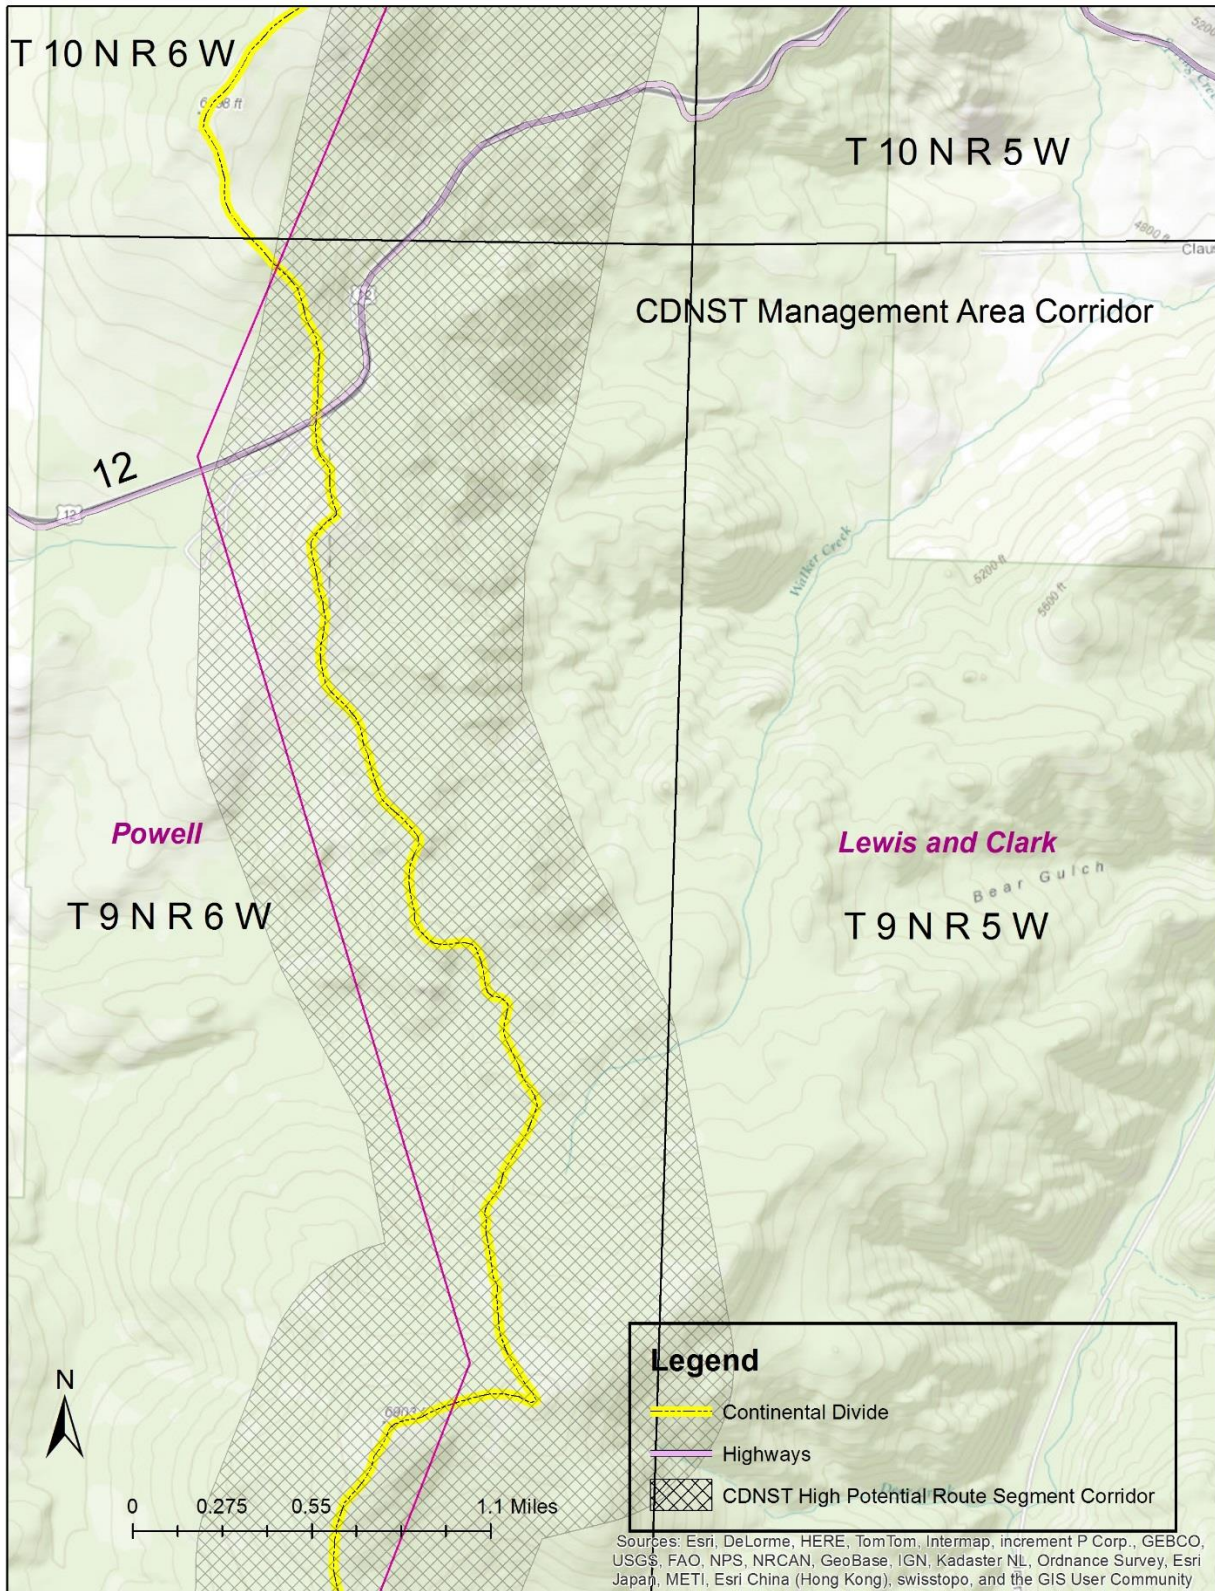 T 10 N R 6 W
T 10 N R 5 W
4800 ft
CDNST Management Area Corridor
12
12
12
Walker Creek
5200 ft
5600 ft
Powell
Lewis and Clark
Bear Gulch
T 9 N R 6 W
T 9 N R 5 W
N
0 0.275 0.55 1.1 Miles
Legend
Continental Divide
Highways
CDNST High Potential Route Segment Corridor
Sources: Esri, DeLorme, HERE, TomTom, Intermap, increment P Corp., GEBCO,
USGS, FAO, NPS, NRCAN, GeoBase, IGN, Kadaster NL, Ordnance Survey, Esri
Japan, METI, Esri China (Hong Kong), swisstopo, and the GIS User Community